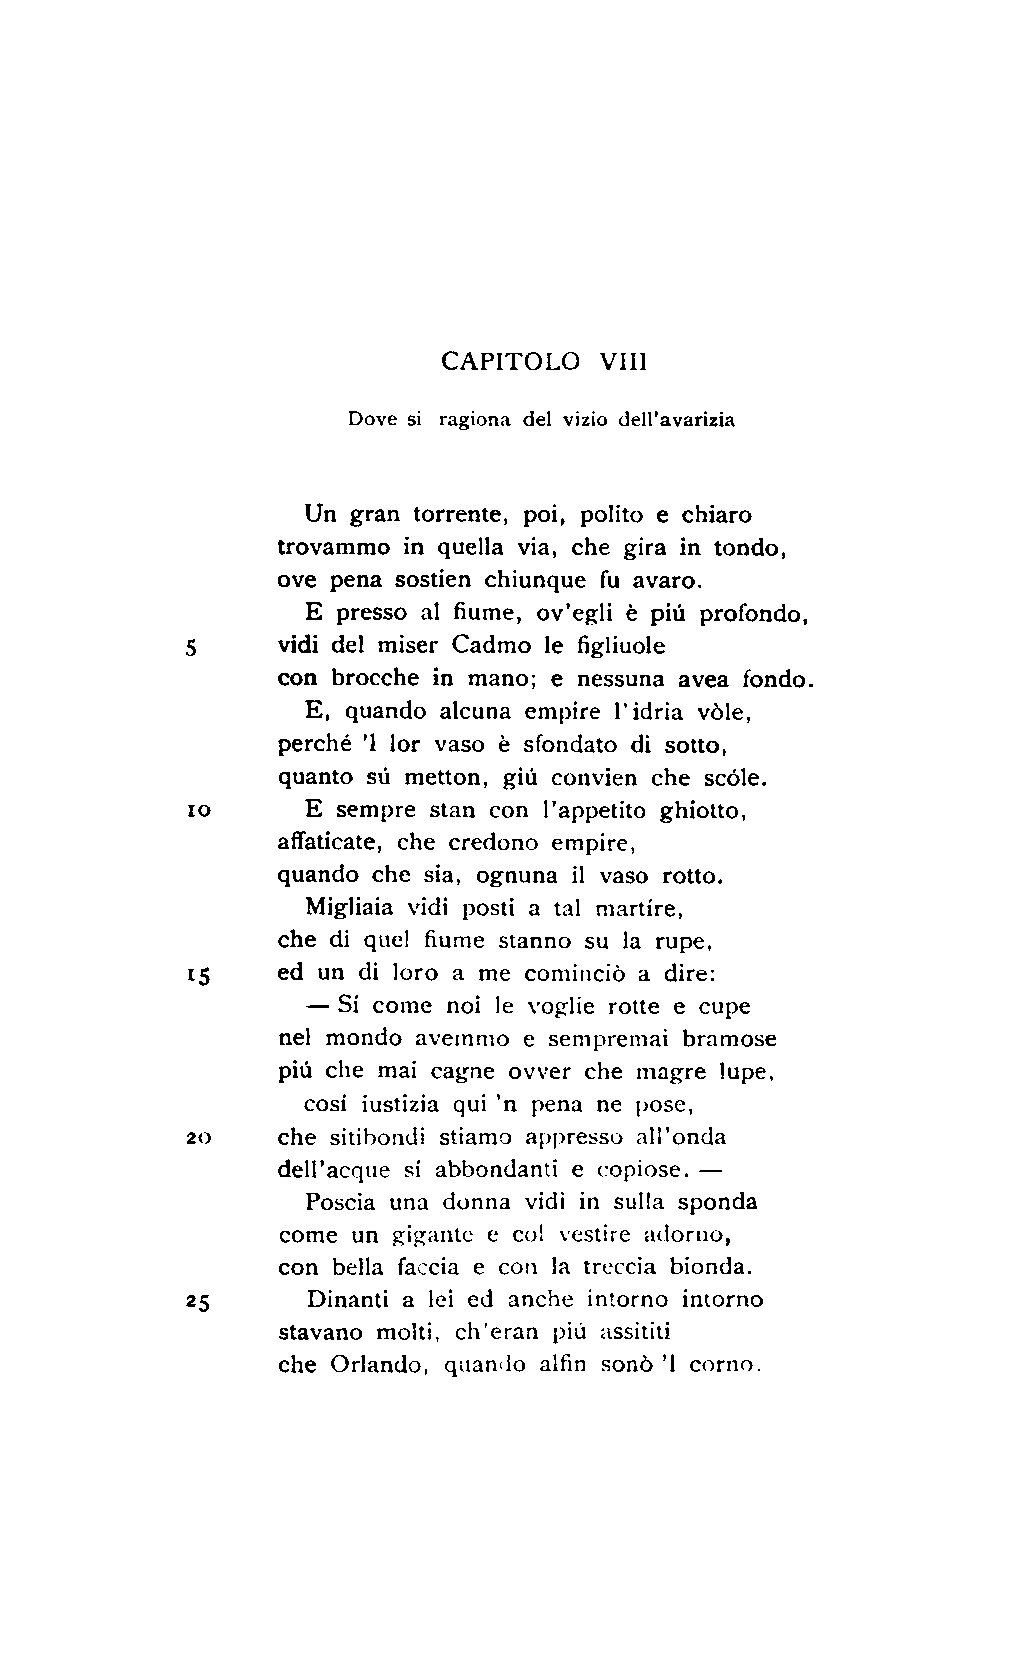 CAPITOLO VIII
Dove si ragiona del vizio dell'avarizia
Un gran torrente, poi, polito e chiaro
trovammo in quella via, che gira in tondo,
ove pena sostien chiunque fu avaro.
E presso al fiume, ov'egli è piú profondo,
5 vidi del miser Cadmo le figliuole
con brocche in mano; e nessuna avea fondo.
E, quando alcuna empire l'idria vòle,
perché 'l lor vaso è sfondato di sotto,
quanto sú metton, giú convien che scóle.
10 E sempre stan con l'appetito ghiotto,
affaticate, che credono empire,
quando che sia, ognuna il vaso rotto.
Migliaia vidi posti a tal martíre,
che di quel fiume stanno su la rupe,
15 ed un di loro a me cominciò a dire:
— Sí come noi le voglie rotte e cupe
nel mondo avemmo e sempremai bramose
piú che mai cagne ovver che magre lupe,
cosí iustizia qui 'n pena ne pose,
20 che sitibondi stiamo appresso all'onda
dell'acque sí abbondanti e copiose. —
Poscia una donna vidi in sulla sponda
come un gigante e col vestire adorno,
con bella faccia e con la treccia bionda.
25 Dinanti a lei ed anche intorno intorno
stavano molti, ch'eran piú assititi
che Orlando, quando alfin sonò 'l corno.